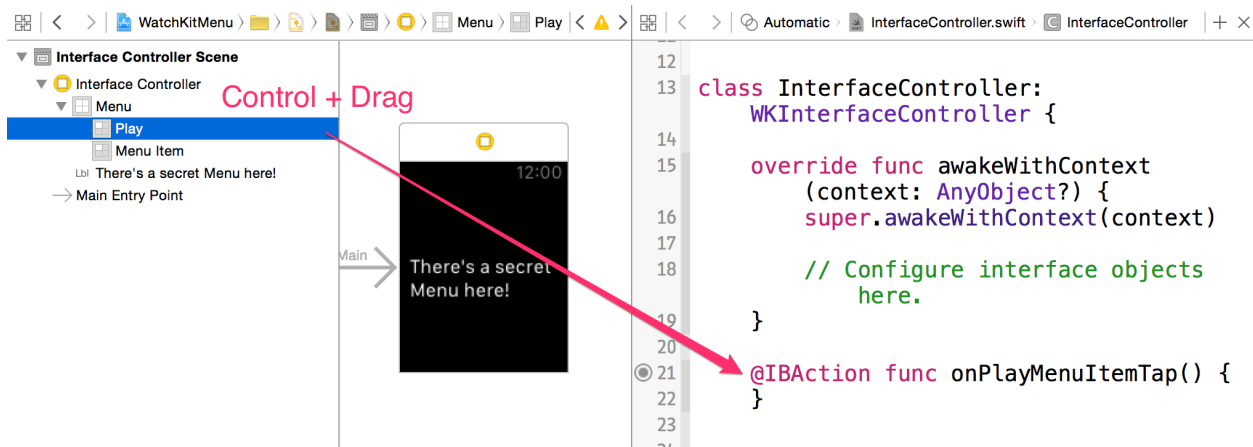 WatchKitMenu Menu Play
Automatic InterfaceController.swift C InterfaceController
Interface Controller Scene
Interface Controller
Menu
Play
Menu Item
Lbl There's a secret Menu here!
Main Entry Point
Control + Drag
Main
12:00
There's a secret
Menu here!
12
13 class InterfaceController:
WKInterfaceController {
14
15 override func awakeWithContext
(context: AnyObject?) {
16 super.awakeWithContext(context)
17
18 // Configure interface objects
here.
19 }
20
21 @IBAction func onPlayMenuItemTap() {
22 }
23